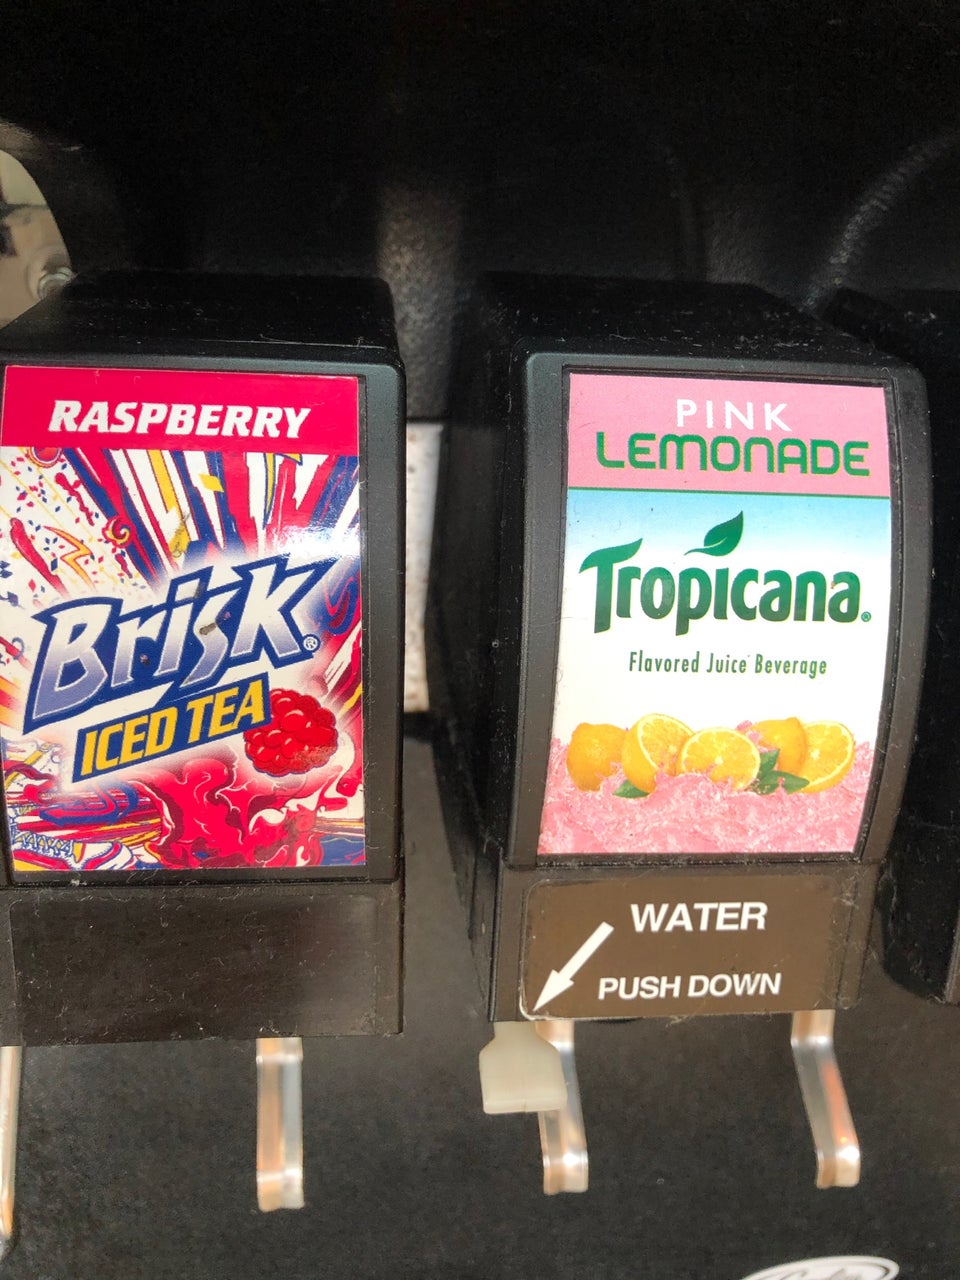 RASPBERRY
Brisk®
ICED TEA
PINK
LEMONADE
Tropicana®
Flavored Juice Beverage
WATER
PUSH DOWN